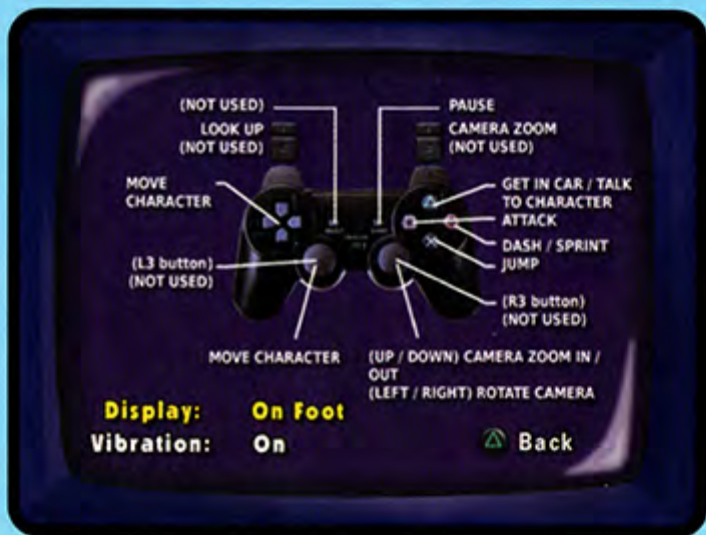 (NOT USED)
PAUSE
LOOK UP
(NOT USED)
CAMERA ZOOM
(NOT USED)
MOVE
CHARACTER
GET IN CAR / TALK
TO CHARACTER
ATTACK
DASH / SPRINT
JUMP
(L3 button)
(NOT USED)
(R3 button)
(NOT USED)
MOVE CHARACTER
(UP / DOWN) CAMERA ZOOM IN /
OUT
(LEFT / RIGHT) ROTATE CAMERA
Display: On Foot
Vibration: On
Back